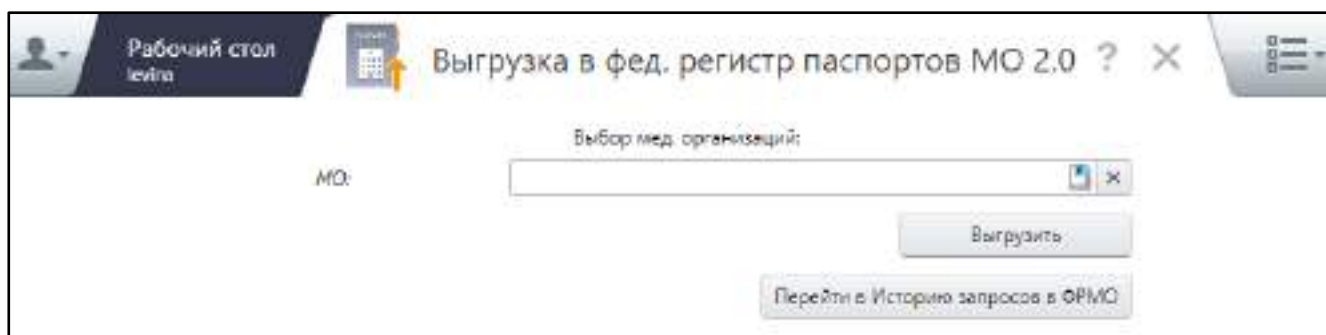 Рабочий стол
levina
Выгрузка в фед. регистр паспортов МО 2.0 ?
Выбор мед. организаций:
МО:
Выгрузить
Перейти в Историю запросов в ФРМО